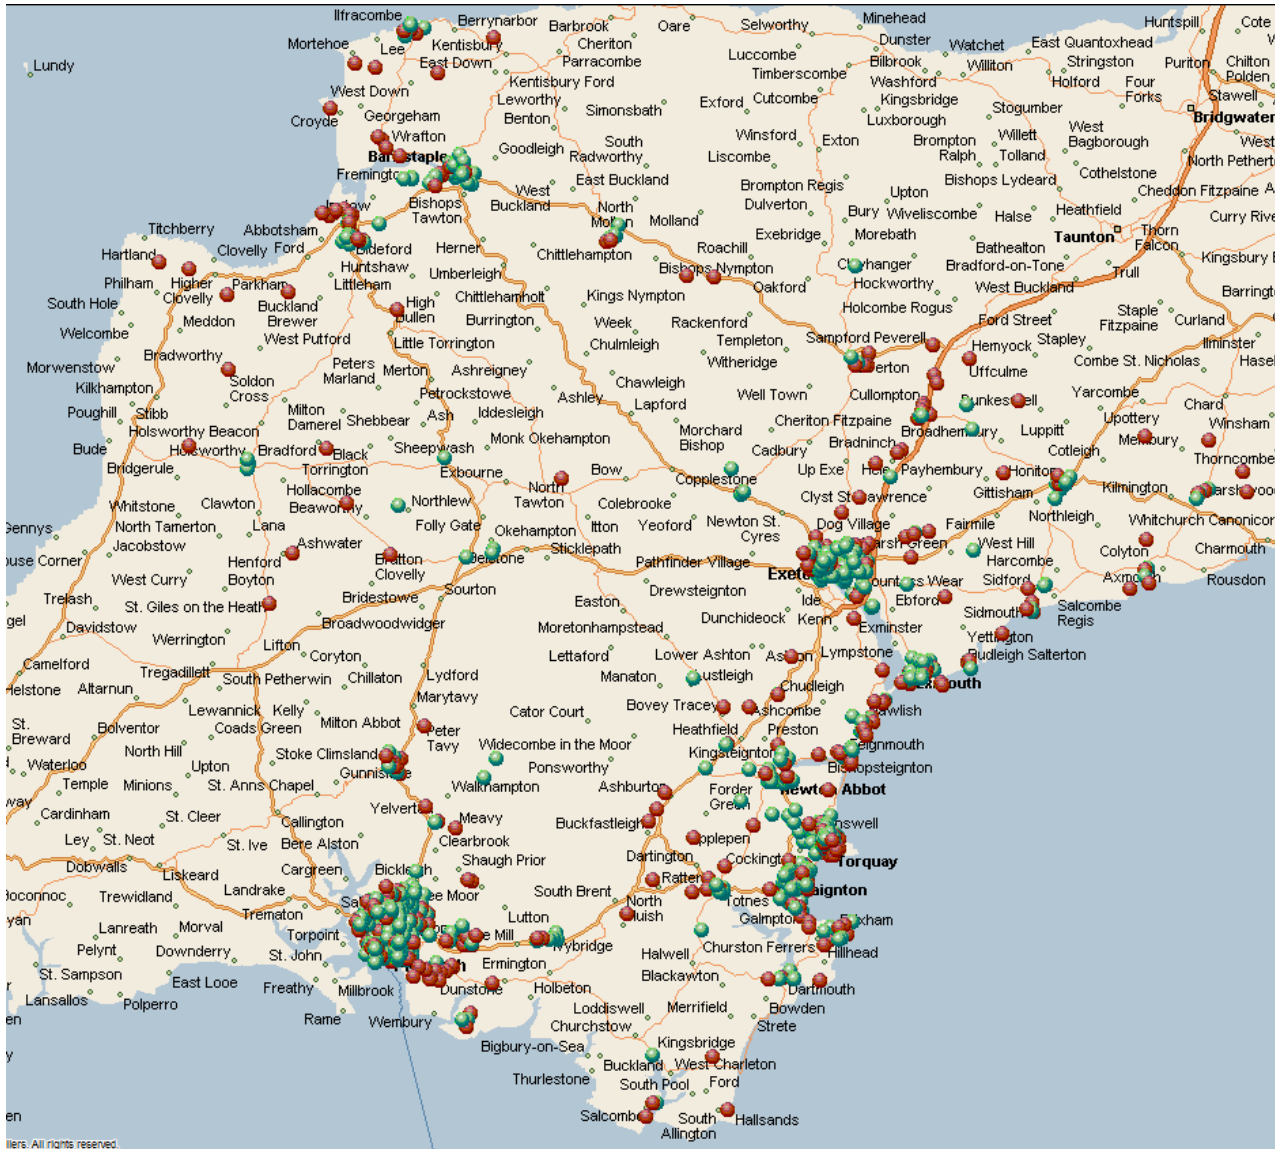 Ilfracombe
Berrynarbor
Barbrook
Oare
Selworthy
Minehead
Huntspill
Cote
Mortehoe
Lee
Kentisbury
Cheriton
Luccombe
Dunster
Watchet
East Quantoxhead
Lundy
East Down
Parracombe
Timberscombe
Bilbrook
Williton
Stringston
Puriton
Chilton
Polden
West Down
Kentisbury Ford
Cutcombe
Washford
Holford
Four
Forks
Stawell
Croyde
Georgeham
Leworthy
Simonsbath
Exford
Kingsbridge
Stogumber
Bridgwater
Wrafton
Benton
Winsford
Exton
Luxborough
West
Bagborough
Goodleigh
South
Radworthy
Liscombe
Brompton
Ralph
Willett
Tolland
North Petherto
Fremington
East Buckland
Brompton Regis
Bishops Lydeard
Cothelstone
Cheddon Fitzpaine
West
Buckland
Dulverton
Upton
Heathfield
Bishops
Tawton
North
Molland
Bury
Wiveliscombe
Halse
Curry River
Titchberry
Abbotsham
Exebridge
Morebath
Taunton
Thorn
Falcon
Clovelly
Ford
Bideford
Herner
Chittlehampton
Roachill
Bathealton
Kingsbury
Hartland
Huntshaw
Umberleigh
Bishops Nympton
Clayhanger
Bradford-on-Tone
Trull
Philham
Higher
Clovelly
Parkham
Littleham
Oakford
Hockworthy
West Buckland
South Hole
Buckland
Brewer
High
Bullen
Chittlehamholt
Kings Nympton
Holcombe Rogus
Barrington
Welcombe
Meddon
Burrington
Week
Rackenford
Ford Street
Staple
Fitzpaine
Curland
West Putford
Little Torrington
Chulmleigh
Templeton
Sampford Peverell
Stapley
Ilminster
Bradworthy
Peters
Marland
Merton
Ashreigney
Witheridge
Hemyock
Combe St. Nicholas
Morwenstow
Soldon
Cross
Petrockstowe
Chawleigh
Well Town
Uffculme
Kilkhampton
Ashley
Lapford
Cullompton
Dunkeswell
Yarcombe
Poughill
Stibb
Milton
Damerel
Shebbear
Ash
Iddesleigh
Morchard
Bishop
Cheriton Fitzpaine
Upottery
Chard
Holsworthy Beacon
Monk Okehampton
Broadhembury
Luppitt
Membury
Winsham
Bude
Holsworthy
Bradford
Black
Torrington
Sheepwash
Cadbury
Bradninch
Cotleigh
Bridgerule
Exbourne
Bow
Up Exe
Hele
Payhembury
Honiton
Thorncombe
Hollacombe
North
Tawton
Copplestone
Gittisham
Kilmington
Whitstone
Clawton
Beaworthy
Northlew
Colebrooke
Clyst St. Lawrence
North Tamerton
Lana
Folly Gate
Okehampton
Itton
Yeoford
Newton St.
Cyres
Dog Village
Fairmile
Northleigh
Whitchurch Canonicor
Jacobstow
Ashwater
Sticklepath
Pathfinder Village
West Hill
Colyton
Charmouth
Henford
Bratton
Clovelly
Harcombe
West Curry
Boyton
Drewsteignton
Countess Wear
Sidford
Axmouth
Rousdon
Trelash
St. Giles on the Heath
Bridestowe
Sourton
Easton
Ide
Ebford
Davidstow
Broadwoodwidger
Dunchideock
Kenn
Sidmouth
Salcombe
Regis
Werrington
Moretonhampstead
Exminster
Yettington
Lifton
Coryton
Lettaford
Lower Ashton
Ashton
Lympstone
Budleigh Salterton
Camelford
Tregadillett
South Petherwin
Chillaton
Lydford
Manaton
Lustleigh
Chudleigh
Exmouth
Altarnun
Lewannick
Kelly
Marytavy
Bovey Tracey
Ashcombe
Dawlish
St.
Breward
Bolventor
Coads Green
Milton Abbot
Peter
Tavy
Cator Court
Heathfield
Preston
North Hill
Stoke Climsland
Widecombe in the Moor
Kingsteignton
Teignmouth
Waterloo
Upton
Gunnislake
Ponsworthy
Bishopsteignton
Temple
Minions
St. Anns Chapel
Walkhampton
Ashburton
Forder
Green
Newton Abbot
Cardinham
St. Cleer
Callington
Yelverton
Meavy
Buckfastleigh
Ley
St. Neot
St. Ive
Bere Alston
Clearbrook
Dartington
Cockington
Torquay
Dobwalls
Liskeard
Cargreen
Bickleigh
Shaugh Prior
Trewidland
Landrake
South Brent
Totnes
Paignton
Lanreath
Morval
Trematon
Lutton
North
Huish
Galmpton
Brixham
Pelynt
Downderry
Torpoint
Ivybridge
Halwell
Churston Ferrers
Hillhead
St. Sampson
St. John
Ermington
Blackawton
Lansallos
East Looe
Freathy
Millbrook
Dunstone
Holbeton
Dartmouth
Polperro
Rame
Wembury
Loddiswell
Merrifield
Bowden
Churchstow
Strete
Bigbury-on-Sea
Kingsbridge
Buckland
West Charleton
Thurlestone
South Pool
Ford
Salcombe
South
Allington
Hallsands
llers. All rights reserved.